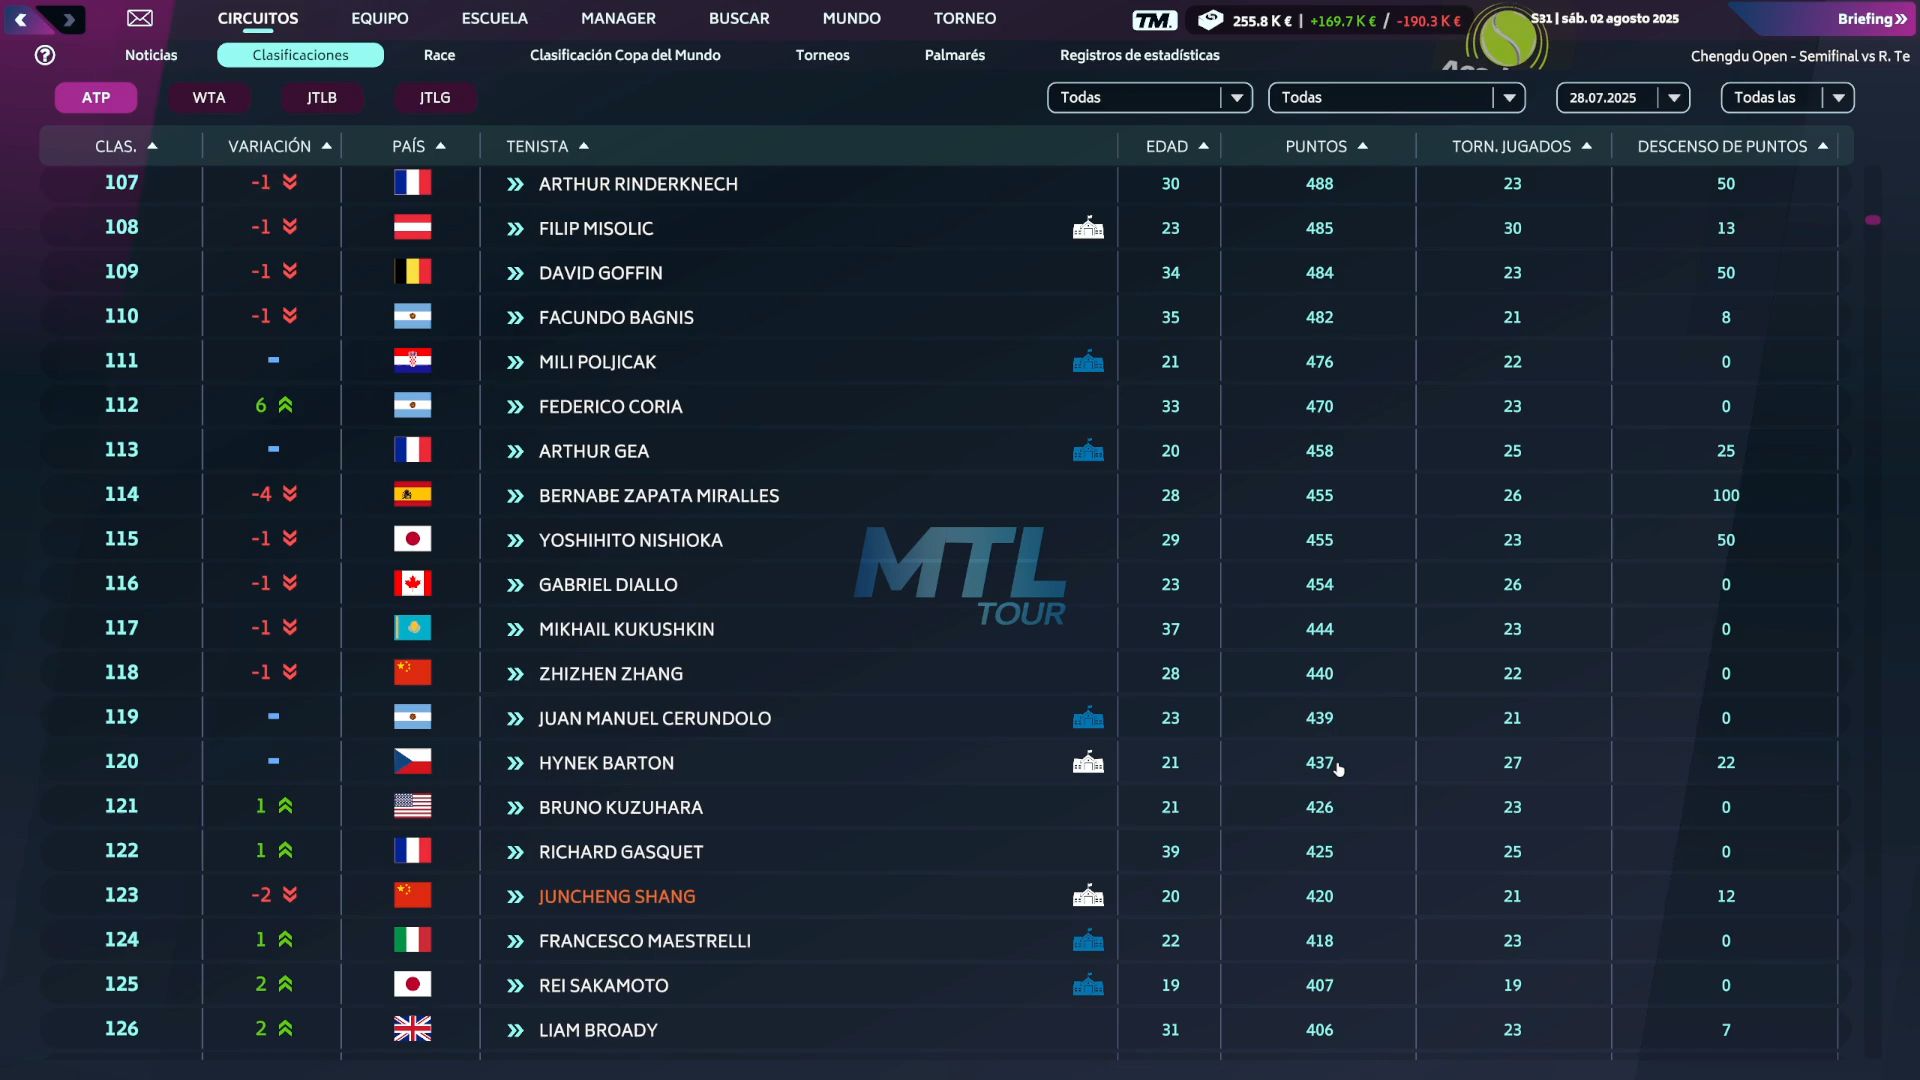 CIRCUITOS EQUIPO ESCUELA MANAGER BUSCAR MUNDO TORNEO TM. 255.8 K € | +169.7 K € / -190.3 K € S31 | sáb. 02 agosto 2025 Briefing
Noticias Clasificaciones Race Clasificación Copa del Mundo Torneos Palmarés Registros de estadísticas Chengdu Open - Semifinal vs R. Te
ATP WTA JTLB JTLG Todas Todas 28.07.2025 Todas las
CLAS. VARIACIÓN PAÍS TENISTA EDAD PUNTOS TORN. JUGADOS DESCENSO DE PUNTOS
107 -1 ARTHUR RINDERKNECH 30 488 23 50
108 -1 FILIP MISOLIC 23 485 30 13
109 -1 DAVID GOFFIN 34 484 23 50
110 -1 FACUNDO BAGNIS 35 482 21 8
111 - MILI POLJICAK 21 476 22 0
112 6 FEDERICO CORIA 33 470 23 0
113 - ARTHUR GEA 20 458 25 25
114 -4 BERNABE ZAPATA MIRALLES 28 455 26 100
115 -1 YOSHIHITO NISHIOKA 29 455 23 50
116 -1 GABRIEL DIALLO 23 454 26 0
117 -1 MIKHAIL KUKUSHKIN 37 444 23 0
118 -1 ZHIZHEN ZHANG 28 440 22 0
119 - JUAN MANUEL CERUNDOLO 23 439 21 0
120 - HYNEK BARTON 21 437 27 22
121 1 BRUNO KUZUHARA 21 426 23 0
122 1 RICHARD GASQUET 39 425 25 0
123 -2 JUNCHENG SHANG 20 420 21 12
124 1 FRANCESCO MAESTRELLI 22 418 23 0
125 2 REI SAKAMOTO 19 407 19 0
126 2 LIAM BROADY 31 406 23 7
MTL
TOUR